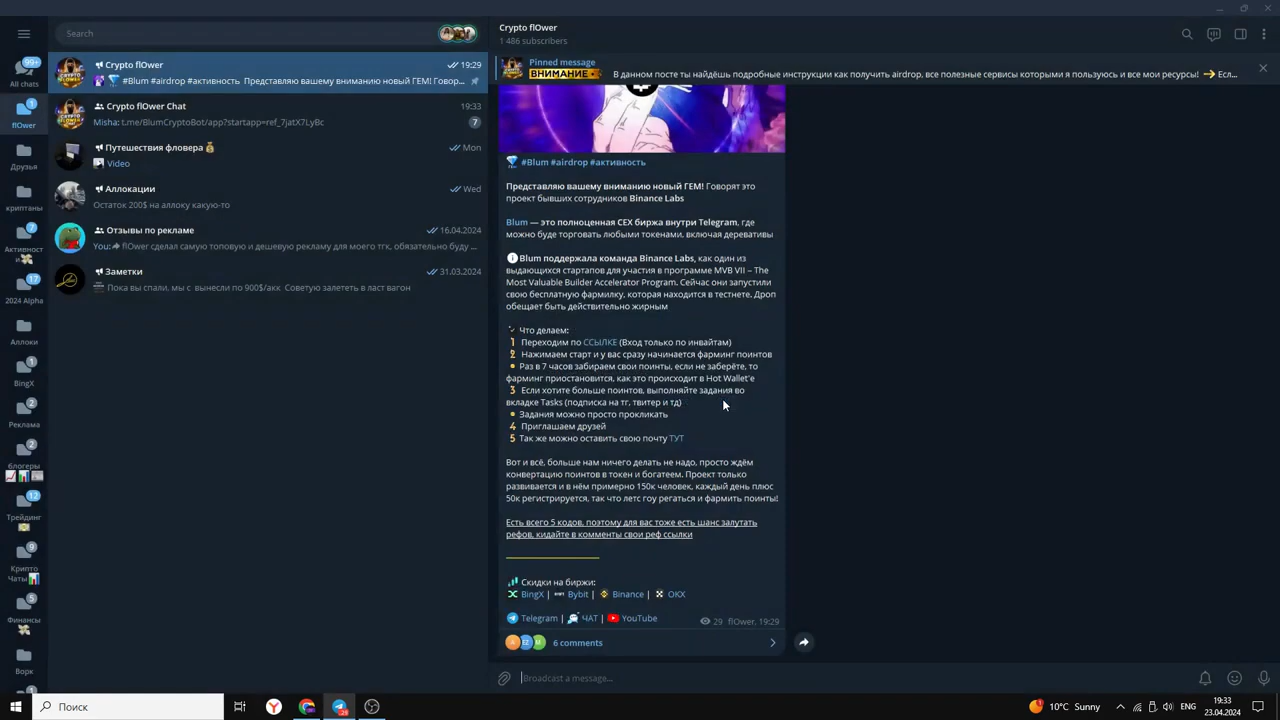 Search
99+
All chats
1
flOwer
Друзья
криптаны
7
Активност
17
2024 Alpha
Аллоки
1
BingX
2
Реклама
2
блогеры
12
Трейдинг
9
Крипто
Чаты
5
Финансы
Ворк
Crypto flOwer
19:29
#Blum #airdrop #активность Представляю вашему вниманию новый ГЕМ! Говор...
Crypto flOwer Chat
19:33
Misha: t.me/BlumCryptoBot/app?startapp=ref_7jatX7LyBc
7
Путешествия фловера
Mon
Video
Аллокации
Wed
Остаток 200$ на аллоку какую-то
Отзывы по рекламе
16.04.2024
You: flOwer сделал самую топовую и дешевую рекламу для моего тгк, обязательно буду ...
Заметки
31.03.2024
Пока вы спали, мы с вынесли по 900$/акк Советую залететь в ласт вагон
Crypto flOwer
1 486 subscribers
Pinned message
ВНИМАНИЕ
В данном посте ты найдёшь подробные инструкции как получить airdrop, все полезные сервисы которыми я пользуюсь и все мои ресурсы! Есл...
#Blum #airdrop #активность
Представляю вашему вниманию новый ГЕМ! Говорят это
проект бывших сотрудников Binance Labs
Blum — это полноценная CEX биржа внутри Telegram, где
можно буде торговать любыми токенами, включая деревативы
Blum поддержала команда Binance Labs, как один из
выдающихся стартапов для участия в программе MVB VII – The
Most Valuable Builder Accelerator Program. Сейчас они запустили
свою бесплатную фармилку, которая находится в тестнете. Дроп
обещает быть действительно жирным
Что делаем:
1 Переходим по ССЫЛКЕ (Вход только по инвайтам)
2 Нажимаем старт и у вас сразу начинается фарминг поинтов
Раз в 7 часов забираем свои поинты, если не заберёте, то
фарминг приостановится, как это происходит в Hot Wallet'e
3 Если хотите больше поинтов, выполняйте задания во
вкладке Tasks (подписка на тг, твитер и тд)
Задания можно просто прокликать
4 Приглашаем друзей
5 Так же можно оставить свою почту ТУТ
Вот и всё, больше нам ничего делать не надо, просто ждём
конвертацию поинтов в токен и богатеем. Проект только
развивается и в нём примерно 150к человек, каждый день плюс
50к регистрируется, так что летс гоу регаться и фармить поинты!
Есть всего 5 кодов, поэтому для вас тоже есть шанс залутать
рефов, кидайте в комменты свои реф ссылки
Скидки на биржи:
BingX | Bybit | Binance | OKX
Telegram | ЧАТ | YouTube
29 flOwer, 19:29
6 comments
Broadcast a message...
Поиск
10°C Sunny
ENG
19:33
23.04.2024